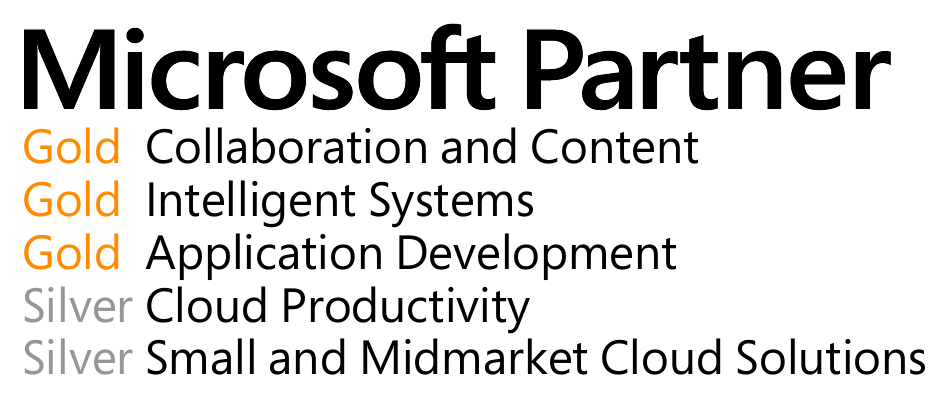 Microsoft Partner
Gold Collaboration and Content
Gold Intelligent Systems
Gold Application Development
Silver Cloud Productivity
Silver Small and Midmarket Cloud Solutions